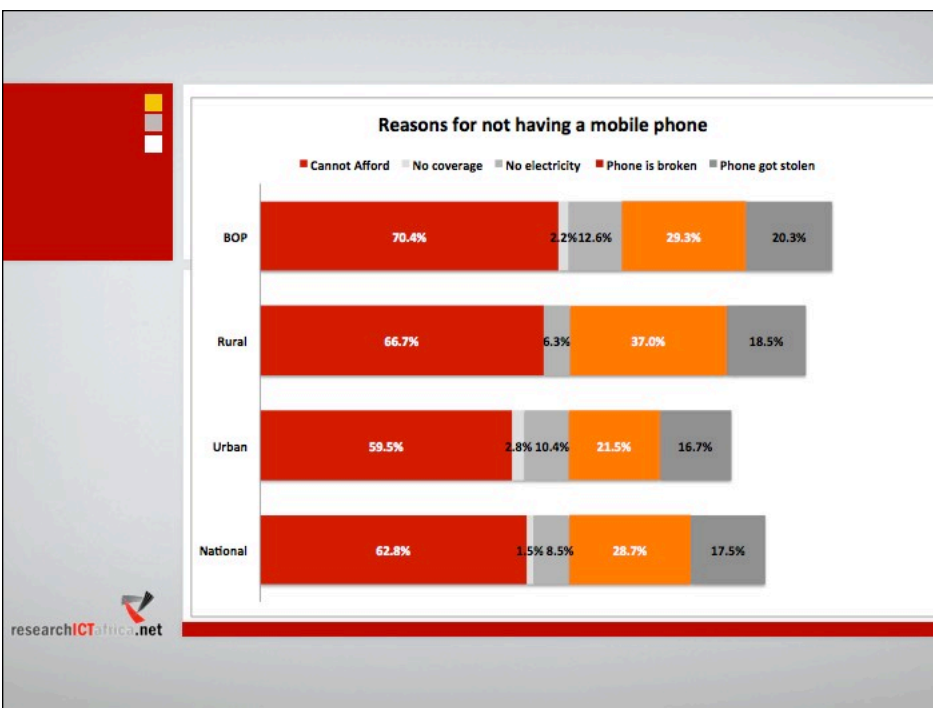 Reasons for not having a mobile phone
Cannot Afford No coverage No electricity Phone is broken Phone got stolen
BOP 70.4% 2.2% 12.6% 29.3% 20.3%
Rural 66.7% 6.3% 37.0% 18.5%
Urban 59.5% 2.8% 10.4% 21.5% 16.7%
National 62.8% 1.5% 8.5% 28.7% 17.5%
researchICTafrica.net